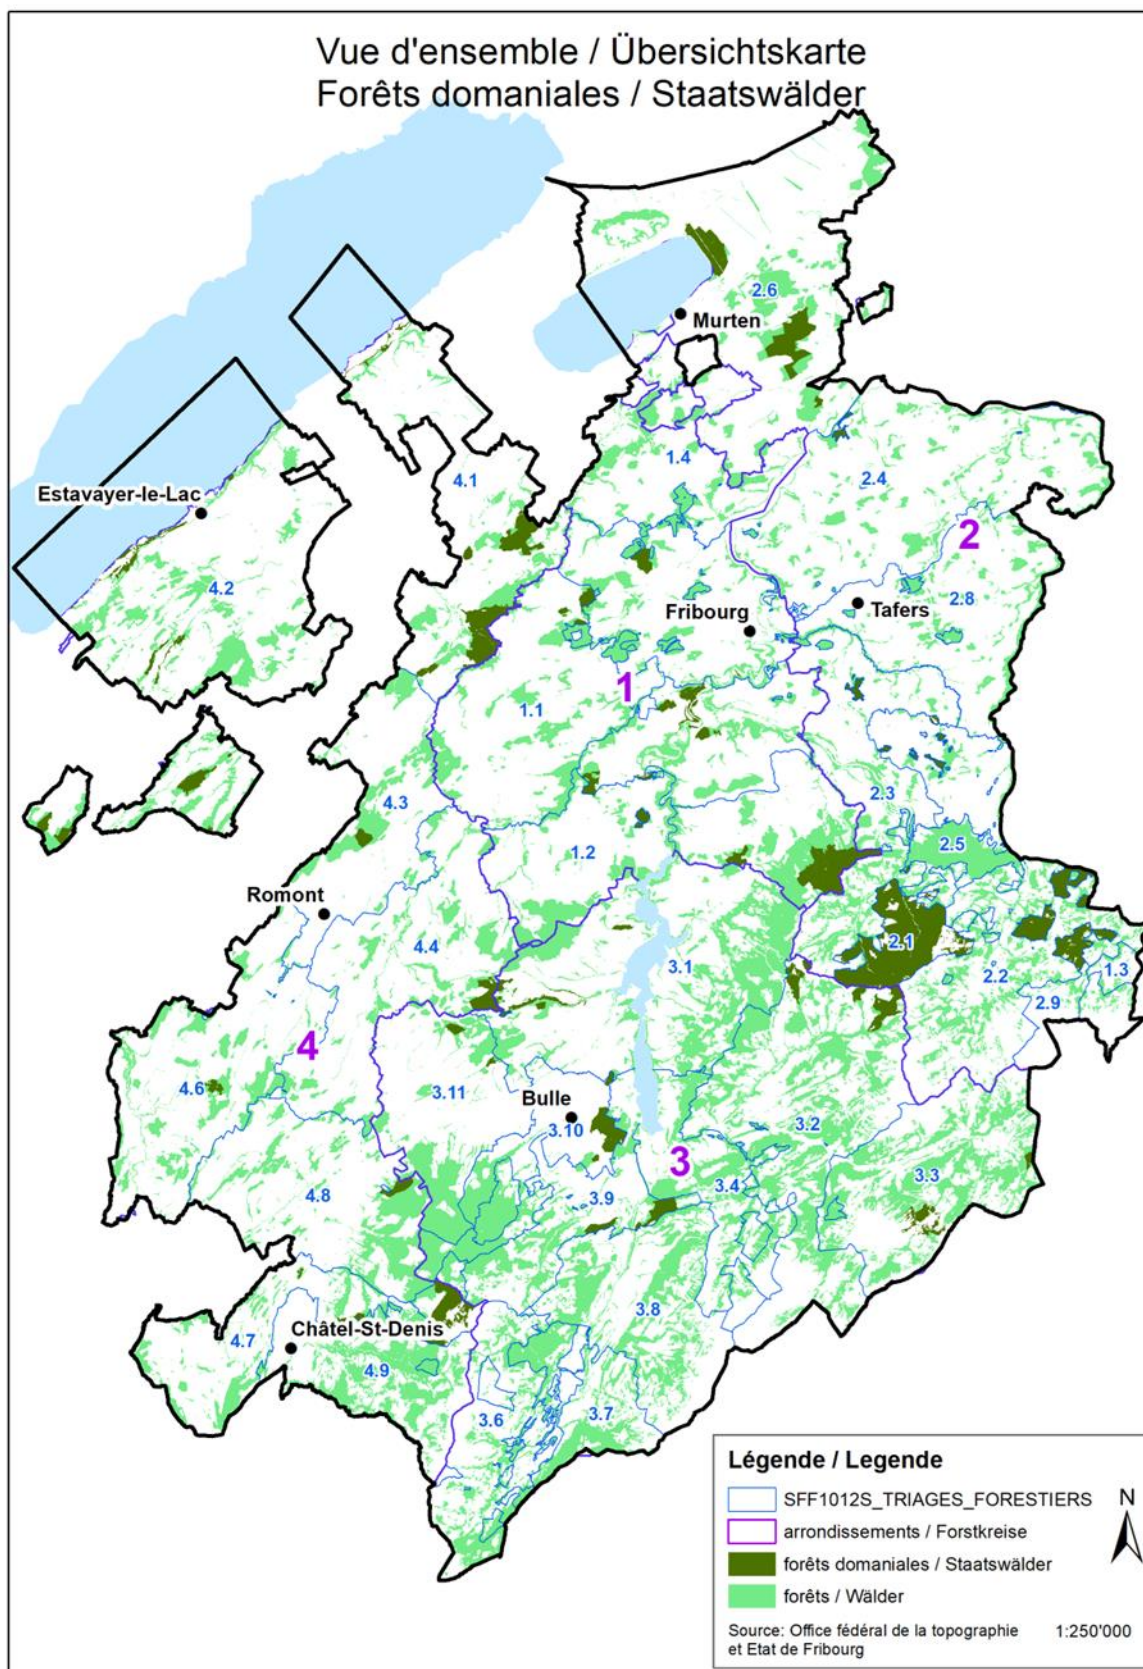 Vue d'ensemble / Übersichtskarte
Forêts domaniales / Staatswälder
2.6
Murten
1.4
4.1
2.4
Estavayer-le-Lac
2
4.2
2.8
Tafers
Fribourg
1
1.1
4.3
2.3
2.5
1.2
Romont
2.1
4.4
3.1
2.2
1.3
2.9
4
4.6
3.11
Bulle
3.10
3.2
3
3.3
3.4
4.8
3.9
3.8
4.7
Châtel-St-Denis
4.9
3.6
3.7
Légende / Legende
SFF1012S_TRIAGES_FORESTIERS
N
arrondissements / Forstkreise
forêts domaniales / Staatswälder
forêts / Wälder
Source: Office fédéral de la topographie
et Etat de Fribourg
1:250'000